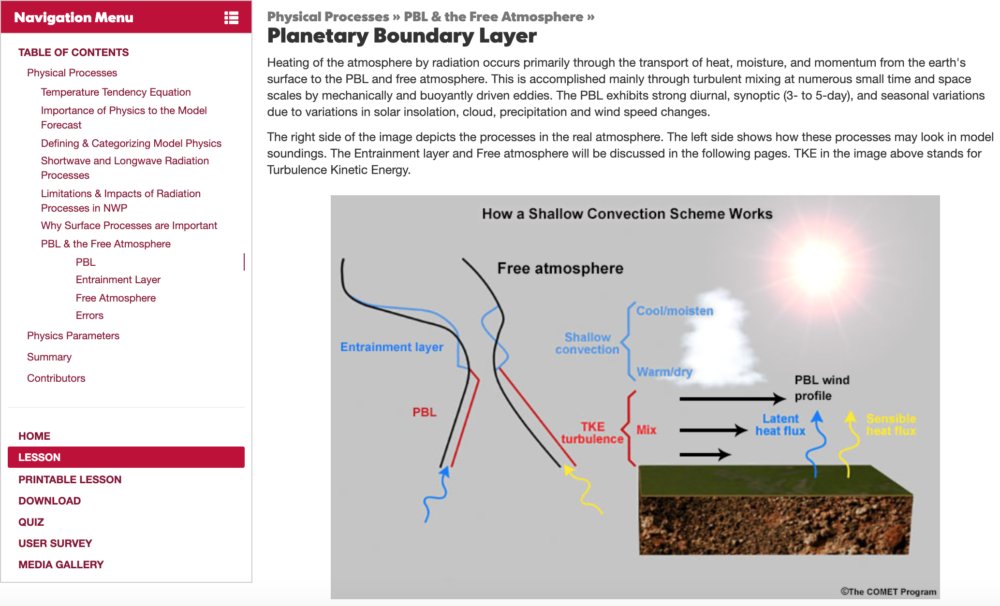 Navigation Menu
TABLE OF CONTENTS
Physical Processes
Temperature Tendency Equation
Importance of Physics to the Model
Forecast
Defining & Categorizing Model Physics
Shortwave and Longwave Radiation
Processes
Limitations & Impacts of Radiation
Processes in NWP
Why Surface Processes are Important
PBL & the Free Atmosphere
PBL
Entrainment Layer
Free Atmosphere
Errors
Physics Parameters
Summary
Contributors
HOME
LESSON
PRINTABLE LESSON
DOWNLOAD
QUIZ
USER SURVEY
MEDIA GALLERY
Physical Processes » PBL & the Free Atmosphere »
Planetary Boundary Layer
Heating of the atmosphere by radiation occurs primarily through the transport of heat, moisture, and momentum from the earth's
surface to the PBL and free atmosphere. This is accomplished mainly through turbulent mixing at numerous small time and space
scales by mechanically and buoyantly driven eddies. The PBL exhibits strong diurnal, synoptic (3- to 5-day), and seasonal variations
due to variations in solar insolation, cloud, precipitation and wind speed changes.
The right side of the image depicts the processes in the real atmosphere. The left side shows how these processes may look in model
soundings. The Entrainment layer and Free atmosphere will be discussed in the following pages. TKE in the image above stands for
Turbulence Kinetic Energy.
How a Shallow Convection Scheme Works
Free atmosphere
Cool/moisten
Shallow
convection
Entrainment layer
Warm/dry
PBL wind
profile
PBL
TKE
turbulence
Mix
Latent
heat flux
Sensible
heat flux
©The COMET Program